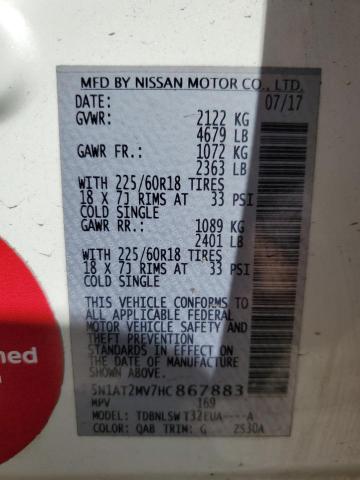 MFD BY NISSAN MOTOR CO., LTD.
DATE: 07/17
GVWR: 2122 KG
4679 LB
GAWR FR.: 1072 KG
2363 LB
WITH 225/60R18 TIRES
18 X 7J RIMS AT 33 PSI
COLD SINGLE
GAWR RR.: 1089 KG
2401 LB
WITH 225/60R18 TIRES
18 X 7J RIMS AT 33 PSI
COLD SINGLE
THIS VEHICLE CONFORMS TO
ALL APPLICABLE FEDERAL
MOTOR VEHICLE SAFETY
AND THEFT PREVENTION
STANDARDS IN EFFECT ON
THE DATE OF MANUFACTURE
SHOWN ABOVE.
5N1AT2MV7HC867883
MPV 169
MODEL: TDBNLSW T32EUA----A
COLOR: QAB TRIM: G 2530A